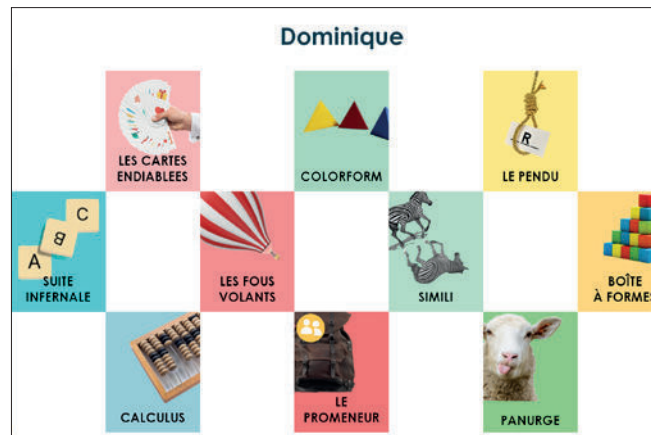 Dominique
LES CARTES
ENDIABLEES
COLORFORM
R_
LE PENDU
A B C
SUITE
INFERNALE
LES FOUS
VOLANTS
SIMILI
BOÎTE
À FORMES
CALCULUS
LE
PROMENEUR
PANURGE